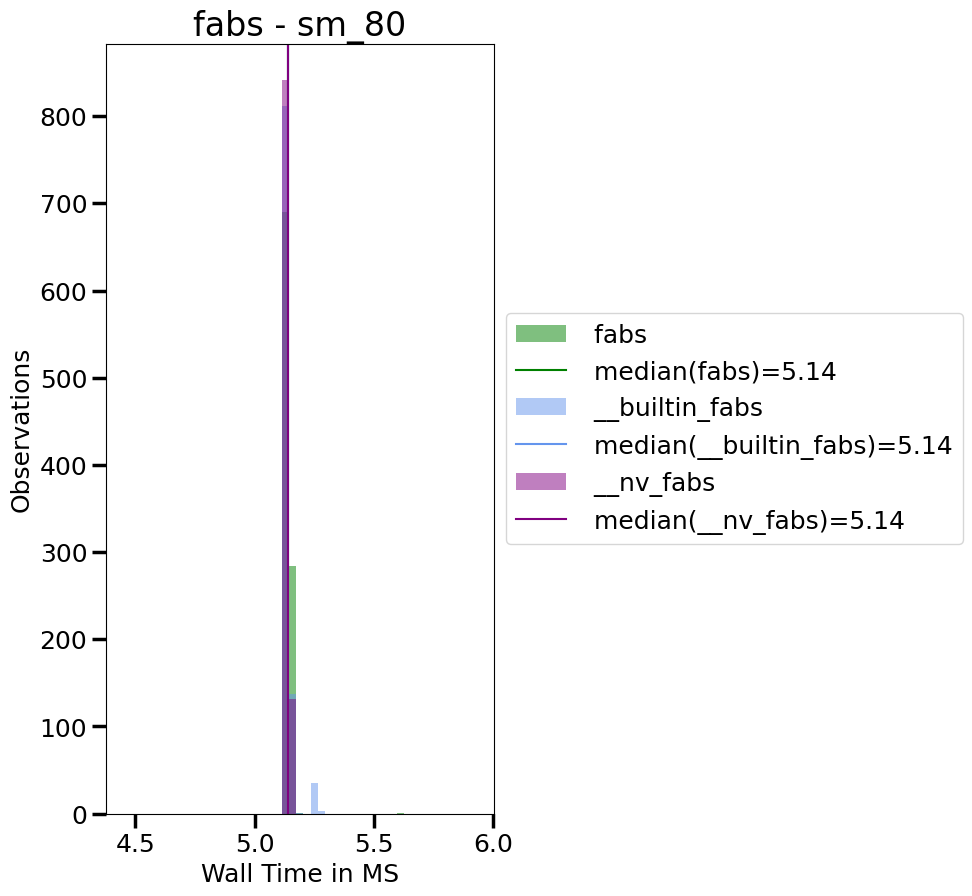 fabs - sm_80
800
700
600
500
400
300
200
100
0
Observations
4.5 5.0 5.5 6.0
Wall Time in MS
fabs
median(fabs)=5.14
__builtin_fabs
median(__builtin_fabs)=5.14
__nv_fabs
median(__nv_fabs)=5.14